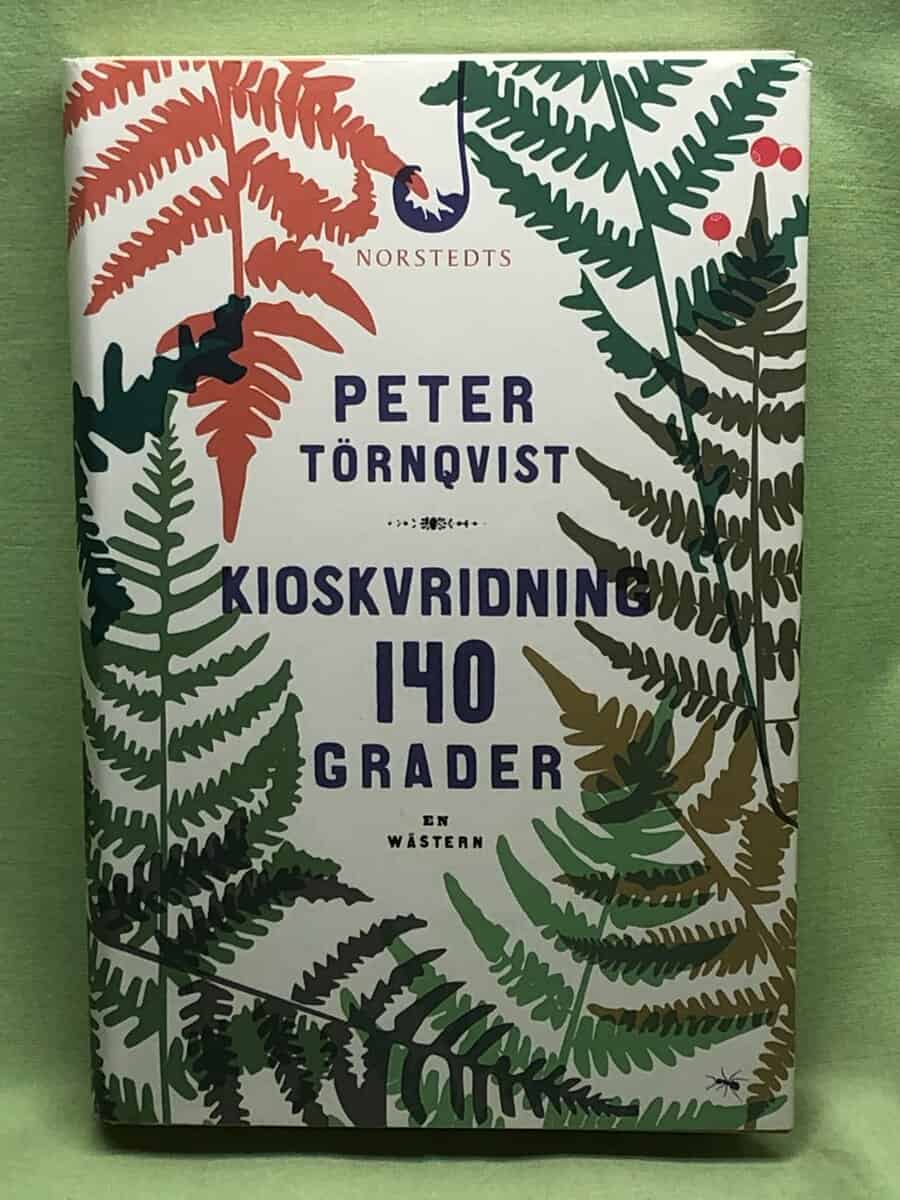 NORSTEDTS
PETER
TÖRNQVIST
KIOSKVRIDNING
140
GRADER
EN
WÄSTERN